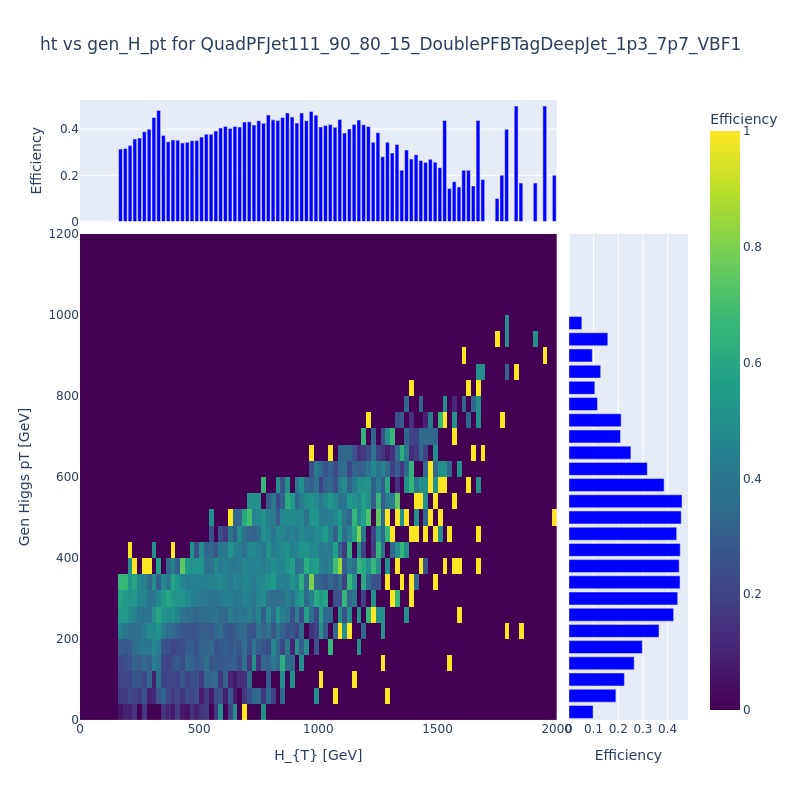 ht vs gen_H_pt for QuadPFJet111_90_80_15_DoublePFBTagDeepJet_1p3_7p7_VBF1
Efficiency
0.4
0.2
0
Efficiency
1
0.8
0.6
0.4
0.2
0
Gen Higgs pT [GeV]
1200
1000
800
600
400
200
0
0 500 1000 1500 2000
H_{T} [GeV]
0 0.1 0.2 0.3 0.4
Efficiency